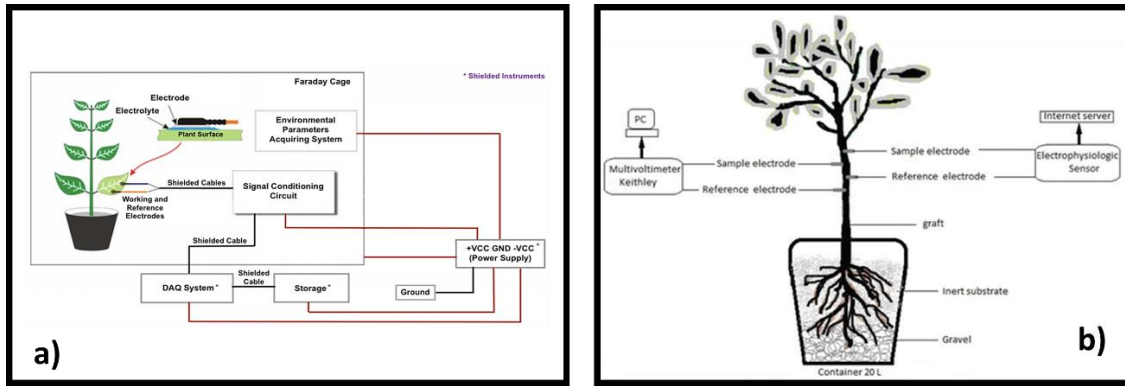 Faraday Cage
* Shielded Instruments
Electrode
Electrolyte
Plant Surface
Environmental
Parameters
Acquiring System
Shielded Cables
Working and
Reference
Electrodes
Signal Conditioning
Circuit
Shielded Cable
+VCC GND -VCC *
(Power Supply)
DAQ System *
Shielded
Cable
Storage *
Ground
a)
PC
Multivoltimeter
Keithley
Sample electrode
Reference electrode
Internet server
Sample electrode
Reference electrode
Electrophysiologic
Sensor
graft
Inert substrate
Gravel
Container 20 L
b)